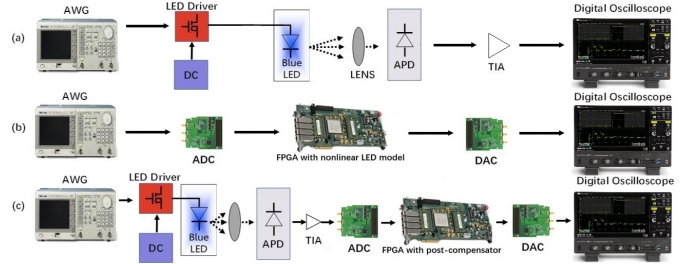 AWG
LED Driver
Digital Oscilloscope
(a)
DC
Blue
LED
LENS
APD
TIA
AWG
Digital Oscilloscope
(b)
ADC
FPGA with nonlinear LED model
DAC
AWG
LED Driver
Digital Oscilloscope
(c)
DC
Blue
LED
APD
TIA
ADC
FPGA with post-compensator
DAC